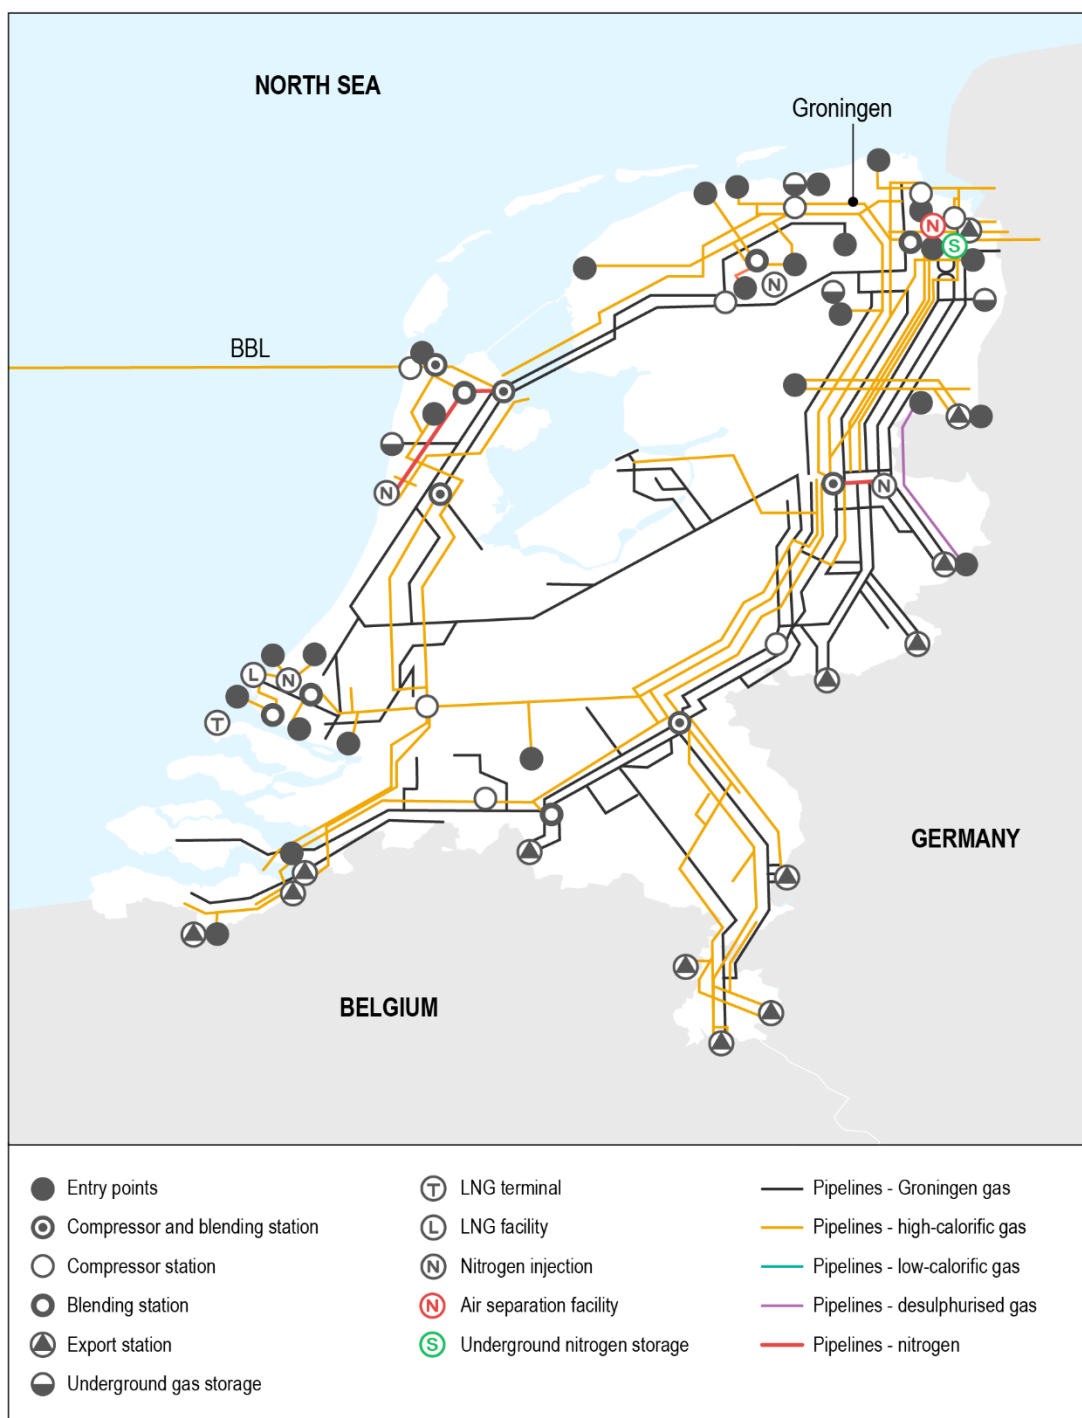 NORTH SEA
Groningen
N
S
N
BBL
N
N
L
N
T
GERMANY
BELGIUM
Entry points
Compressor and blending station
Compressor station
Blending station
Export station
Underground gas storage
T LNG terminal
L LNG facility
N Nitrogen injection
N Air separation facility
S Underground nitrogen storage
Pipelines - Groningen gas
Pipelines - high-calorific gas
Pipelines - low-calorific gas
Pipelines - desulphurised gas
Pipelines - nitrogen